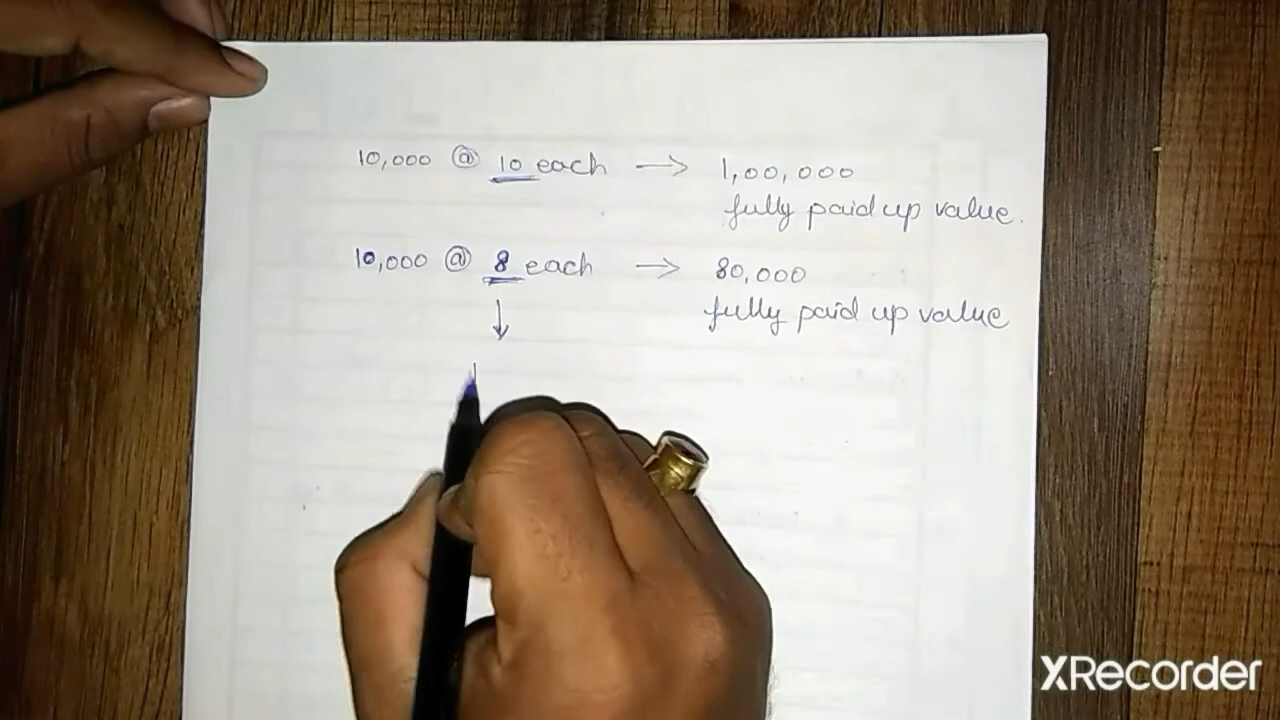 10,000 @ 10 each → 1,00,000
fully paid up value.
10,000 @ 8 each → 80,000
fully paid up value
↓
XRecorder